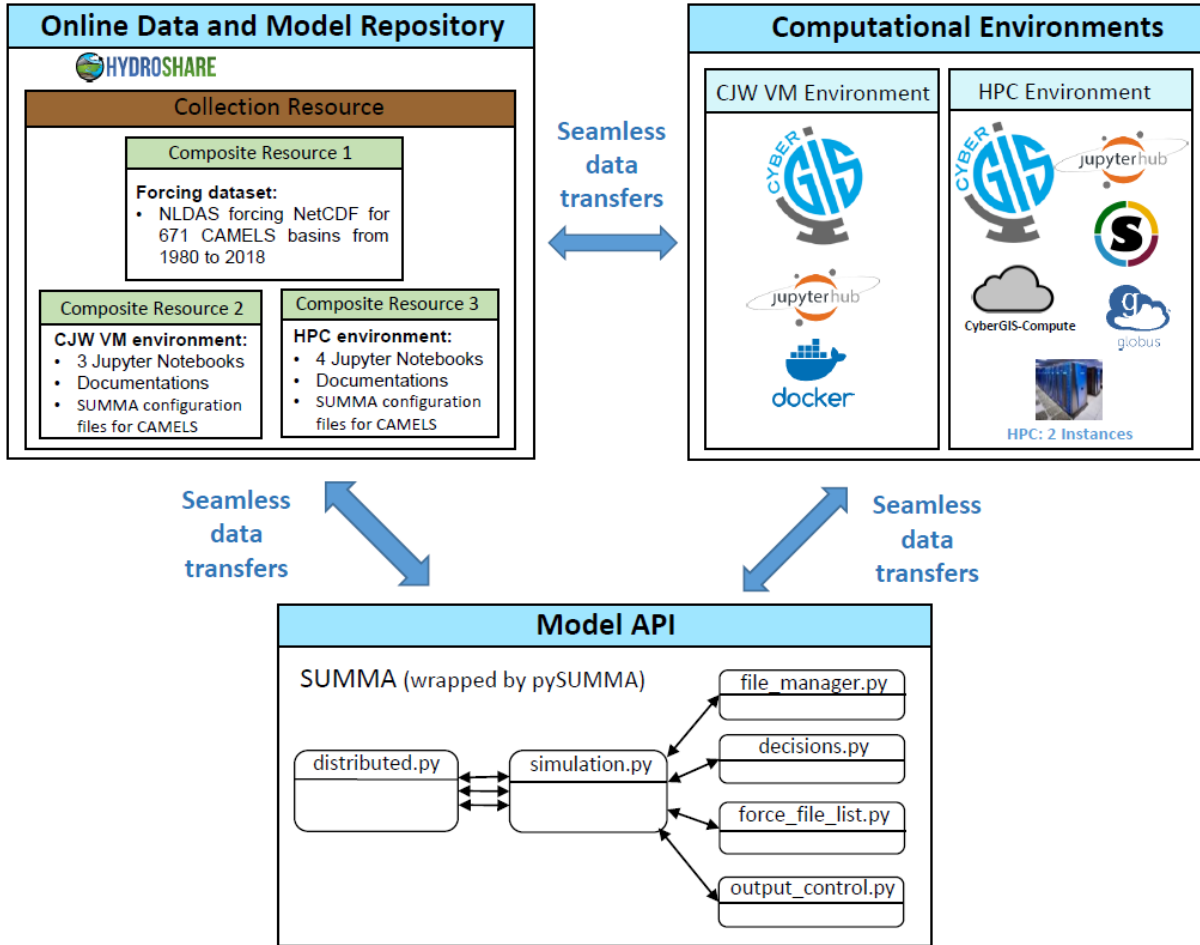 Online Data and Model Repository
HYDROSHARE
Collection Resource
Composite Resource 1
Forcing dataset:
• NLDAS forcing NetCDF for
671 CAMELS basins from
1980 to 2018
Composite Resource 2
CJW VM environment:
• 3 Jupyter Notebooks
• Documentations
• SUMMA configuration
files for CAMELS
Composite Resource 3
HPC environment:
• 4 Jupyter Notebooks
• Documentations
• SUMMA configuration
files for CAMELS
Seamless
data
transfers
Computational Environments
CJW VM Environment
CYBER
GIS
jupyterhub
docker
HPC Environment
CYBER
GIS
jupyterhub
S
CyberGIS-Compute
g
globus
HPC: 2 Instances
Seamless
data
transfers
Seamless
data
transfers
Model API
SUMMA (wrapped by pySUMMA)
distributed.py
simulation.py
file_manager.py
decisions.py
force_file_list.py
output_control.py